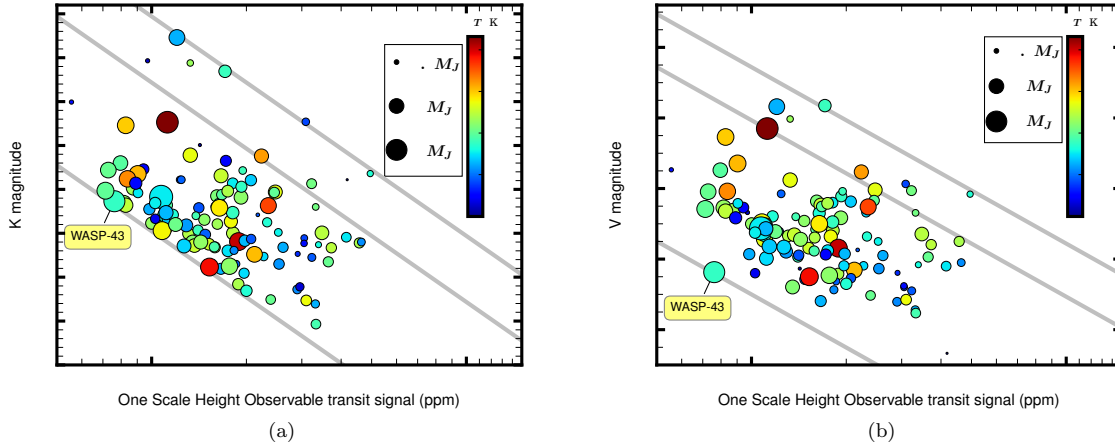 T K
. M_J
M_J
M_J
K magnitude
WASP-43
One Scale Height Observable transit signal (ppm)
(a)
T K
. M_J
M_J
M_J
V magnitude
WASP-43
One Scale Height Observable transit signal (ppm)
(b)